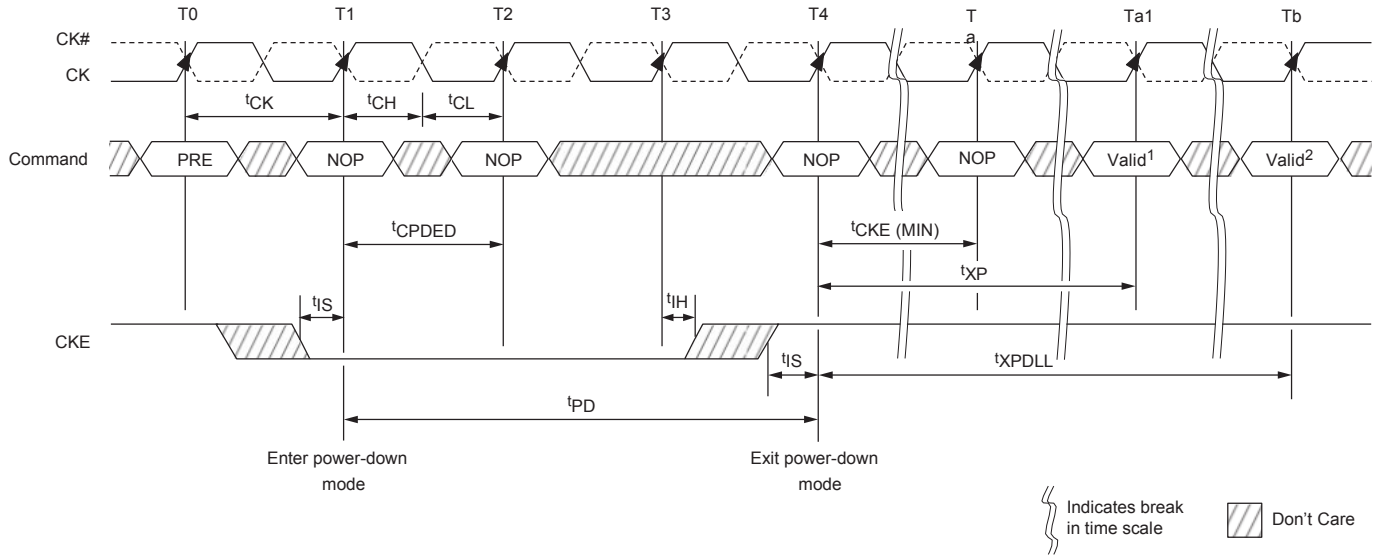 T0 T1 T2 T3 T4 T
a Ta1 Tb
CK#
CK
tCK tCH tCL
Command PRE NOP NOP NOP NOP Valid1 Valid2
tCPDED tCKE (MIN)
tXP
tIS tIH
CKE
tIS tXPDLL
tPD
Enter power-down
mode
Exit power-down
mode
Indicates break
in time scale
Don't Care